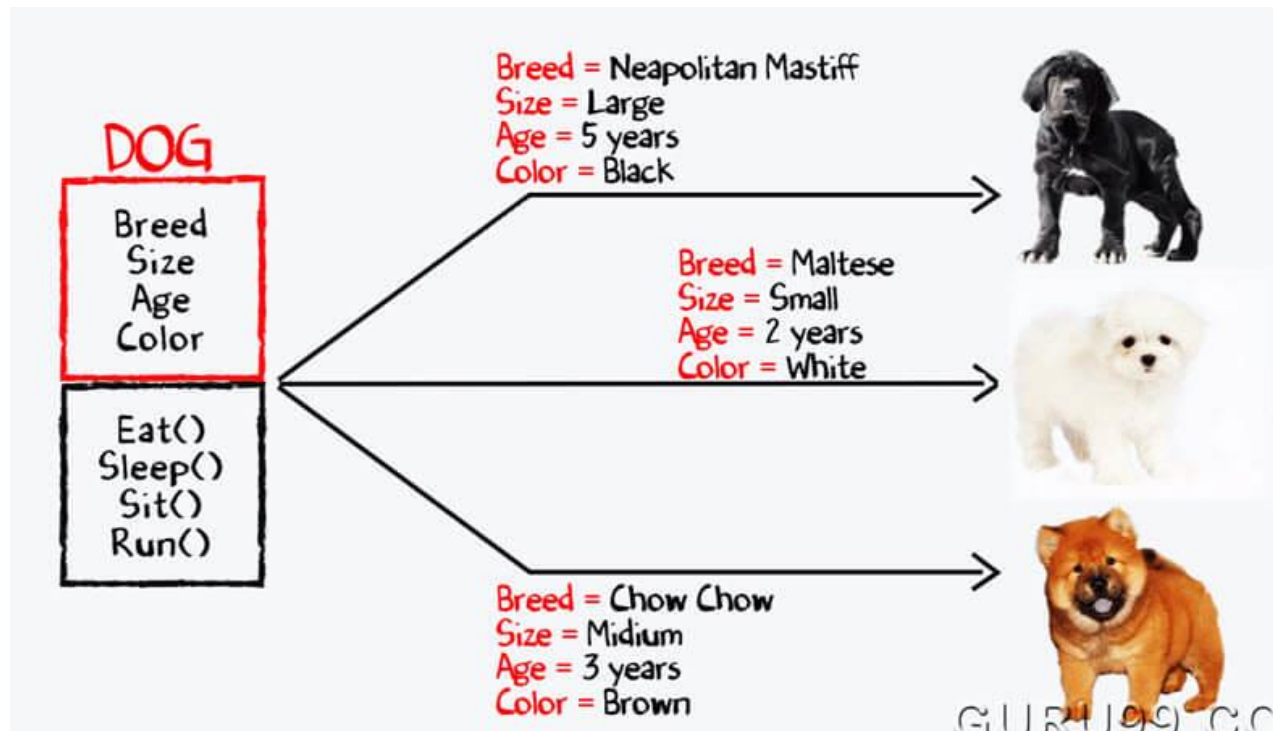 DOG
Breed
Size
Age
Color
Eat()
Sleep()
Sit()
Run()
Breed = Neapolitan Mastiff
Size = Large
Age = 5 years
Color = Black
Breed = Maltese
Size = Small
Age = 2 years
Color = White
Breed = Chow Chow
Size = Midium
Age = 3 years
Color = Brown
GURU99.CO